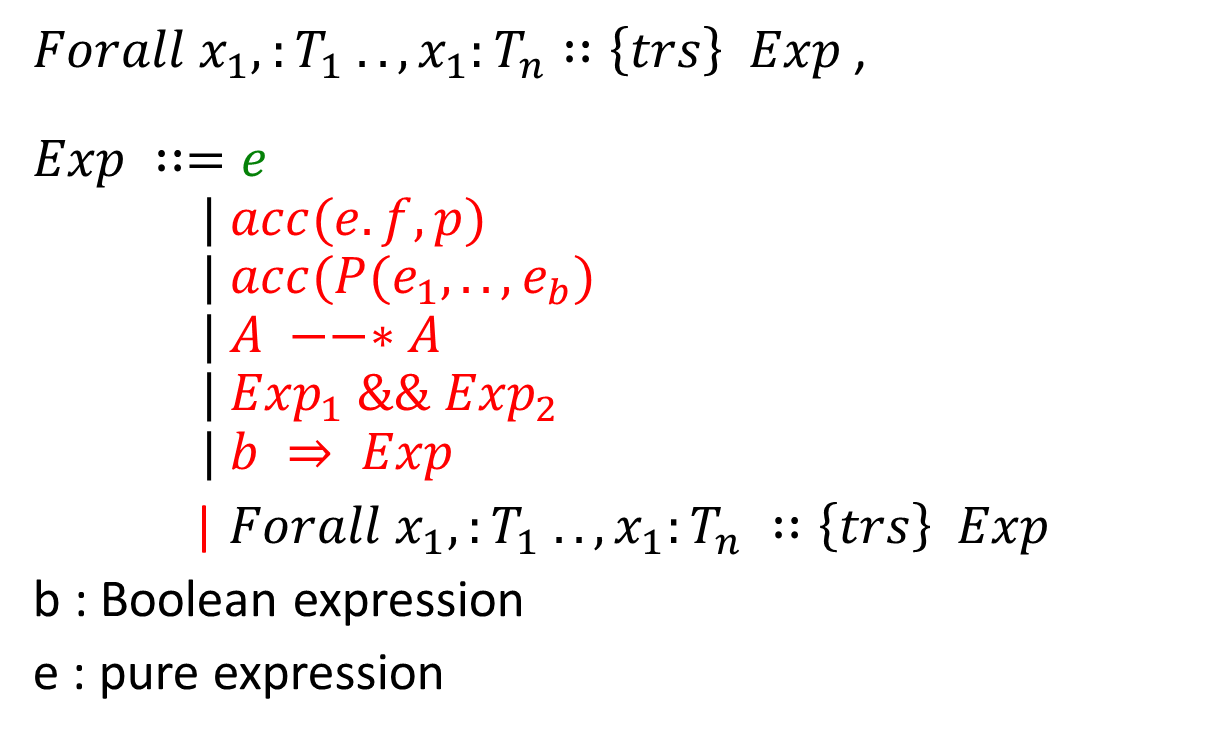 Forall x₁,: T₁ . . , x₁: Tₙ ∷ {trs} Exp ,
Exp ∷= e
| acc(e. f, p)
| acc(P(e₁, . . , e_b)
| A −−∗ A
| Exp₁ && Exp₂
| b ⇒ Exp
| Forall x₁,: T₁ . . , x₁: Tₙ ∷ {trs} Exp
b : Boolean expression
e : pure expression